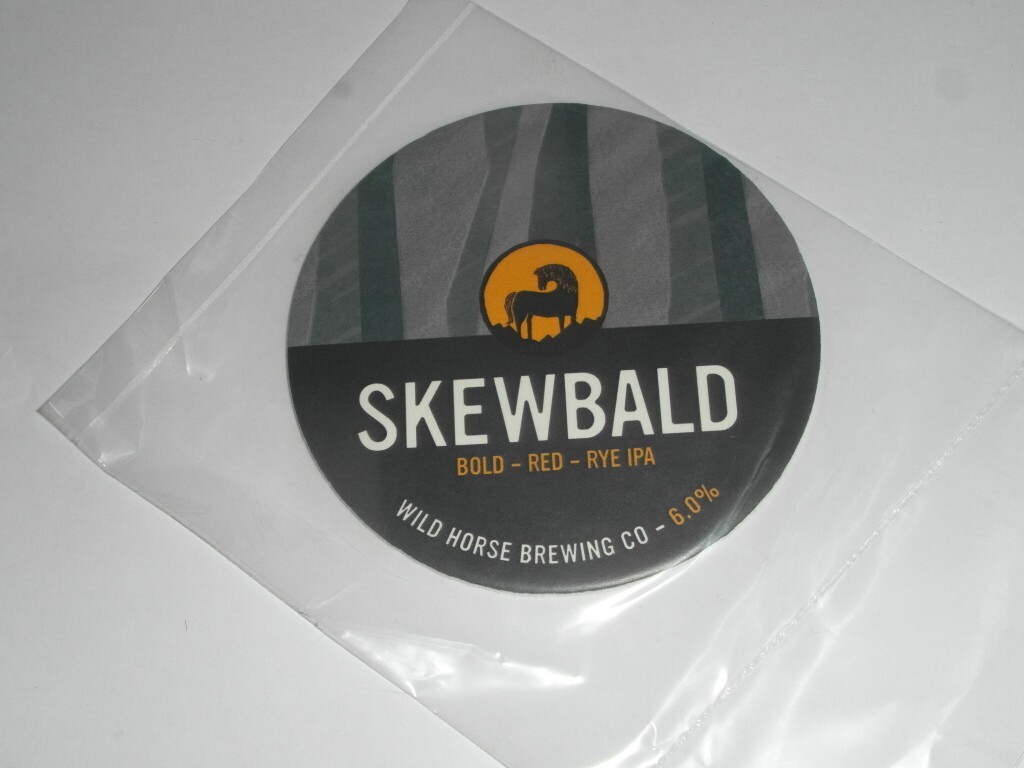 SKEWBALD
BOLD - RED - RYE IPA
WILD HORSE BREWING CO - 6.0%